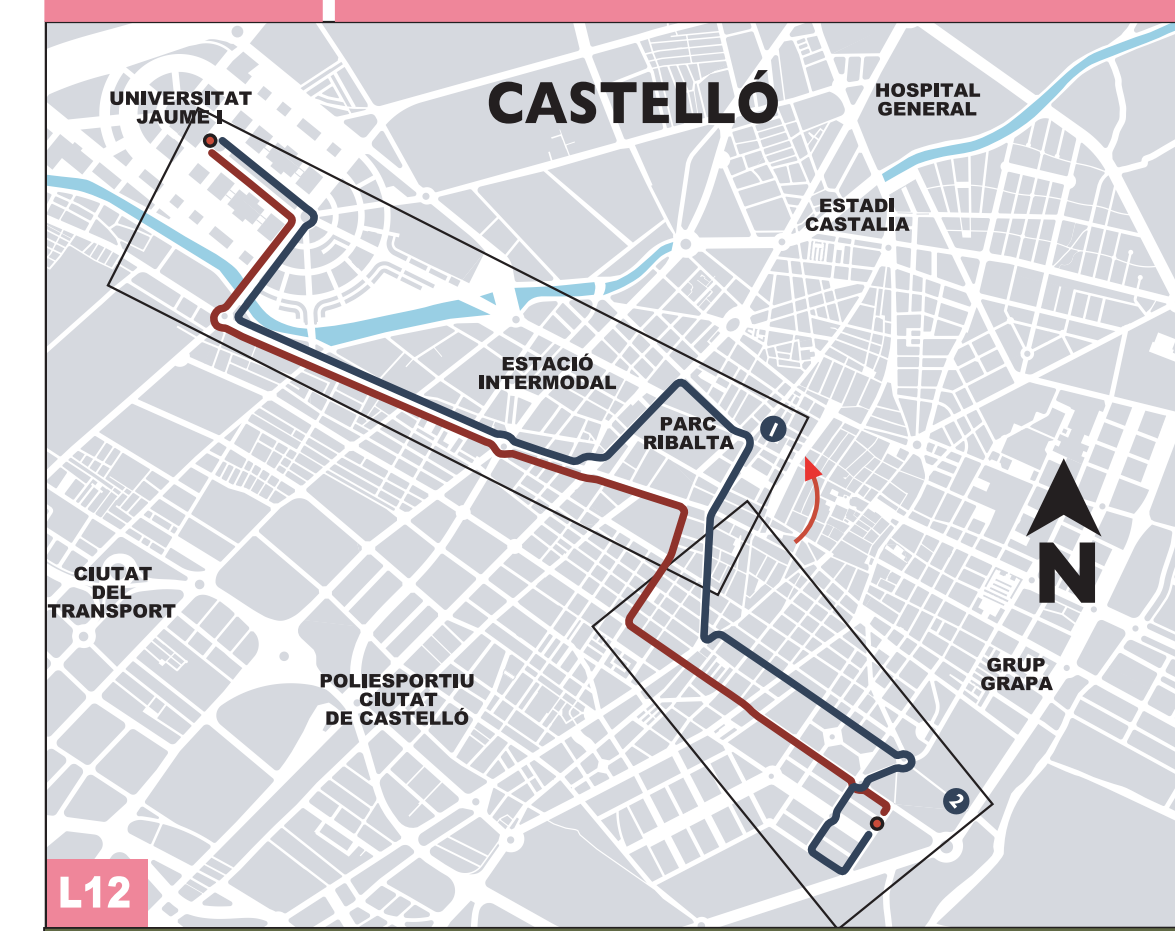 CASTELLÓ
UNIVERSITAT
JAUME I
HOSPITAL
GENERAL
ESTADI
CASTALIA
ESTACIÓ
INTERMODAL
PARC
RIBALTA
1
CIUTAT
DEL
TRANSPORT
N
POLIESPORTIU
CIUTAT
DE CASTELLÓ
GRUP
GRAPA
2
L12